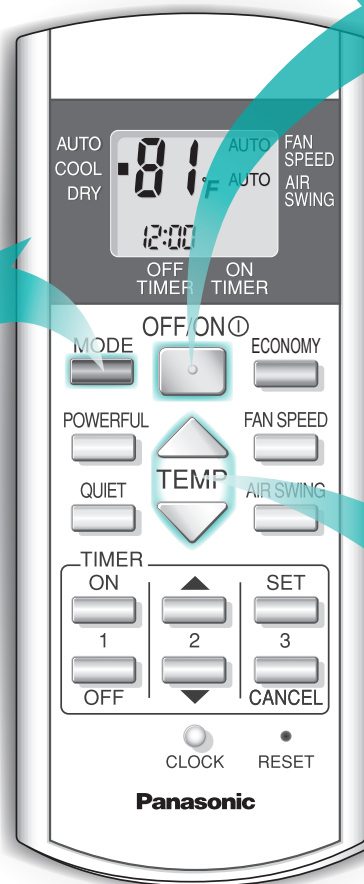 AUTO
COOL
DRY
81°F
AUTO
AUTO
FAN
SPEED
AIR
SWING
12:00
OFF
TIMER
ON
TIMER
OFF/ON
MODE
ECONOMY
POWERFUL
FAN SPEED
TEMP
QUIET
AIR SWING
TIMER
ON
SET
1
2
3
OFF
CANCEL
CLOCK
RESET
Panasonic